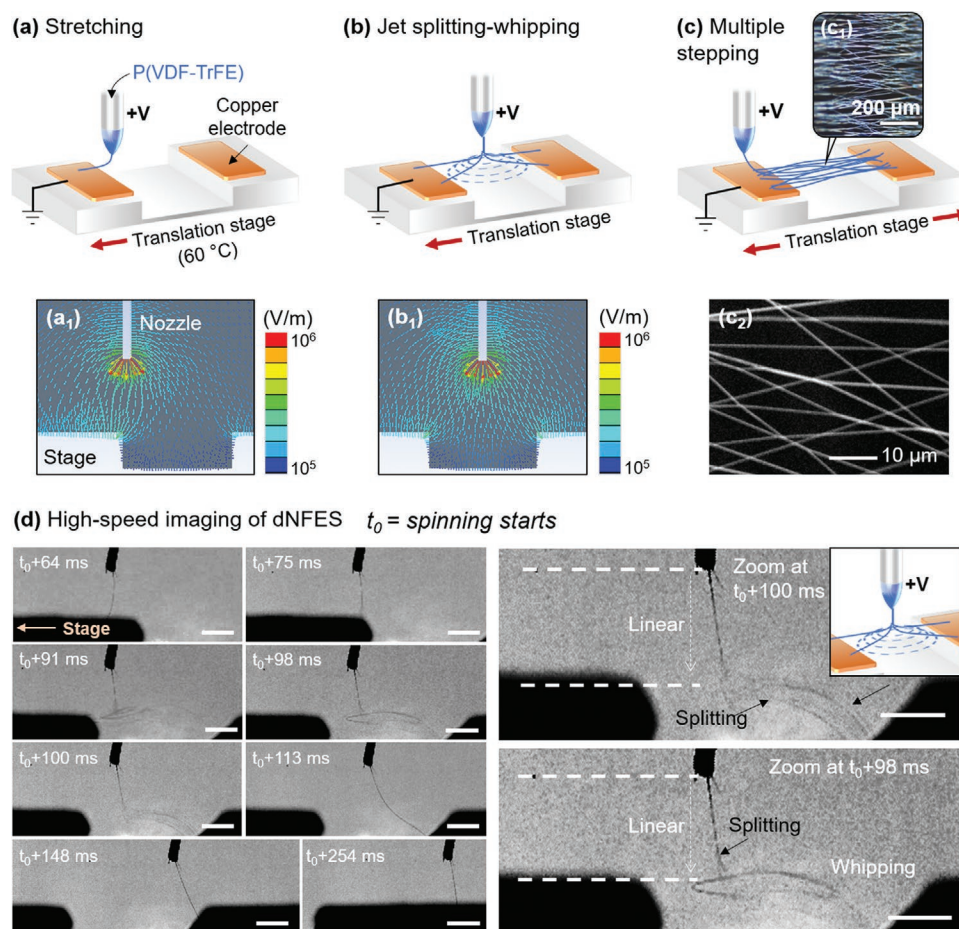 (a) Stretching
P(VDF-TrFE)
+V
Copper
electrode
Translation stage
(60 °C)
(b) Jet splitting-whipping
+V
Translation stage
(c) Multiple
stepping
(c1)
200 μm
+V
Translation stage
(a1)
Nozzle
Stage
(V/m)
10⁶
10⁵
(b1)
(V/m)
10⁶
10⁵
(c2)
10 μm
(d) High-speed imaging of dNFES t0 = spinning starts
t0+64 ms
Stage
t0+75 ms
t0+91 ms
t0+98 ms
t0+100 ms
t0+113 ms
t0+148 ms
t0+254 ms
Zoom at
t0+100 ms
+V
Linear
Splitting
Zoom at t0+98 ms
Linear
Splitting
Whipping